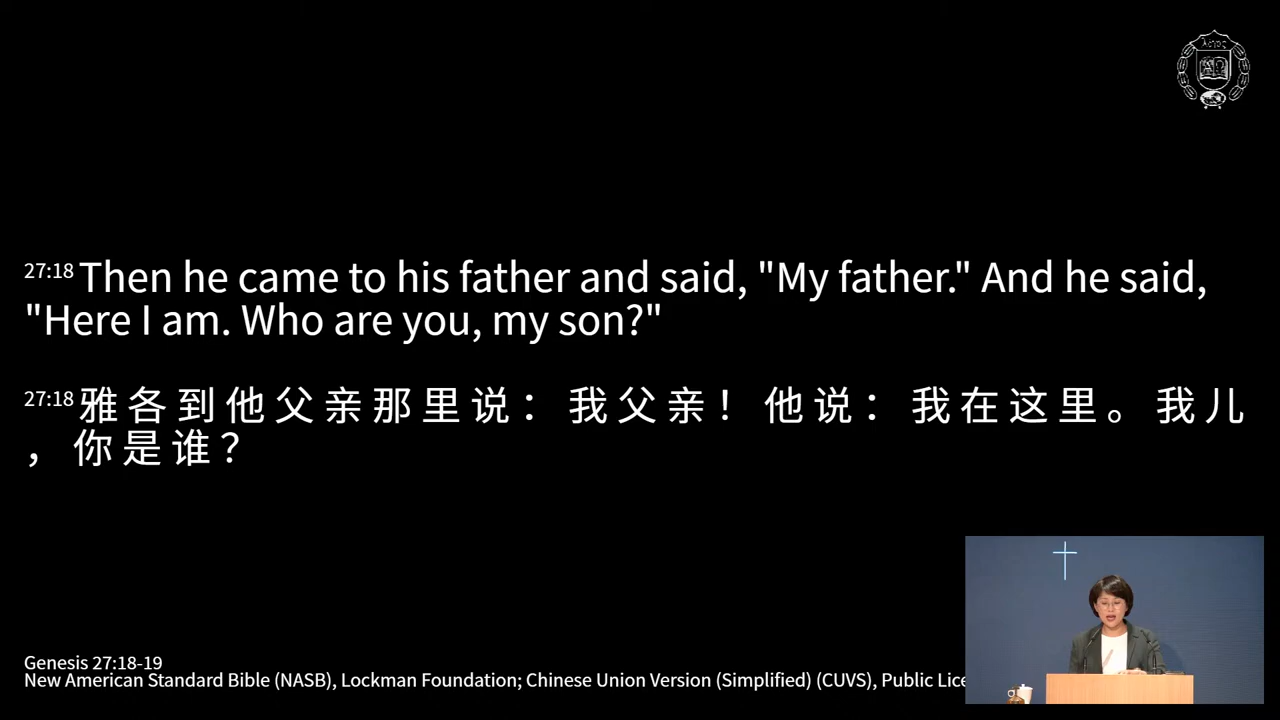 λόγος
27:18 Then he came to his father and said, "My father." And he said,
"Here I am. Who are you, my son?"
27:18 雅各到他父亲那里说：我父亲！他说：我在这里。我儿
，你是谁？
Genesis 27:18-19
New American Standard Bible (NASB), Lockman Foundation; Chinese Union Version (Simplified) (CUVS), Public